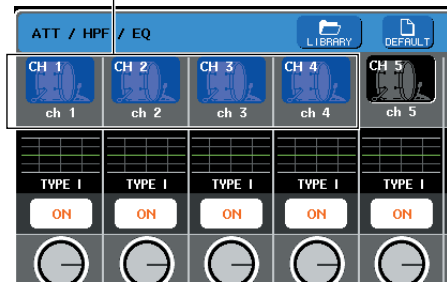 ATT / HPF / EQ
LIBRARY
DEFAULT
CH 1 CH 2 CH 3 CH 4 CH 5
ch 1 ch 2 ch 3 ch 4 ch 5
TYPE I TYPE I TYPE I TYPE I TYPE I
ON ON ON ON ON